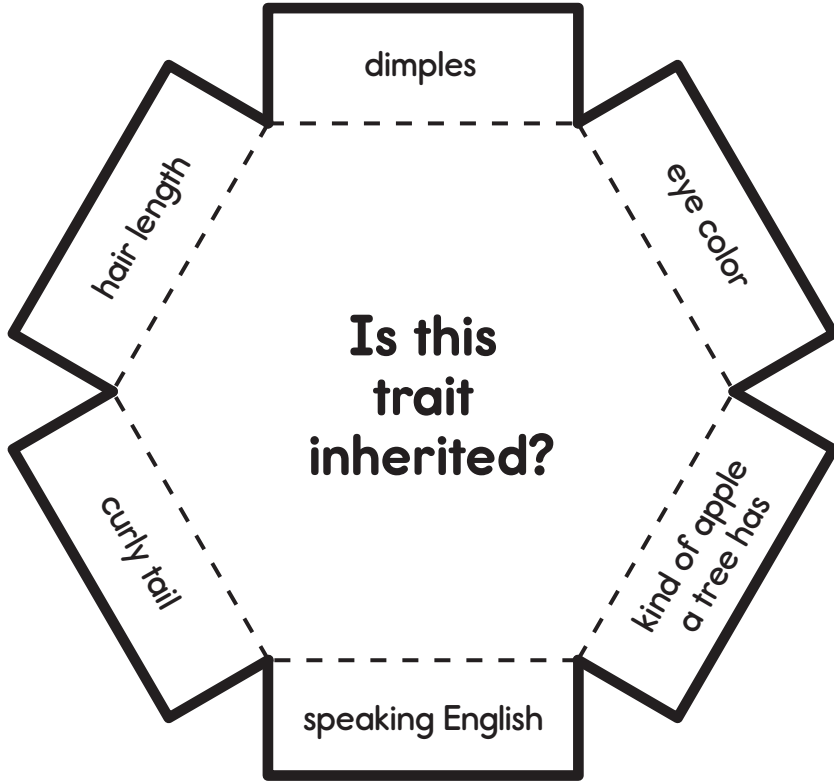 dimples
hair length
eye color
Is this
trait
inherited?
curly tail
kind of apple
a tree has
speaking English